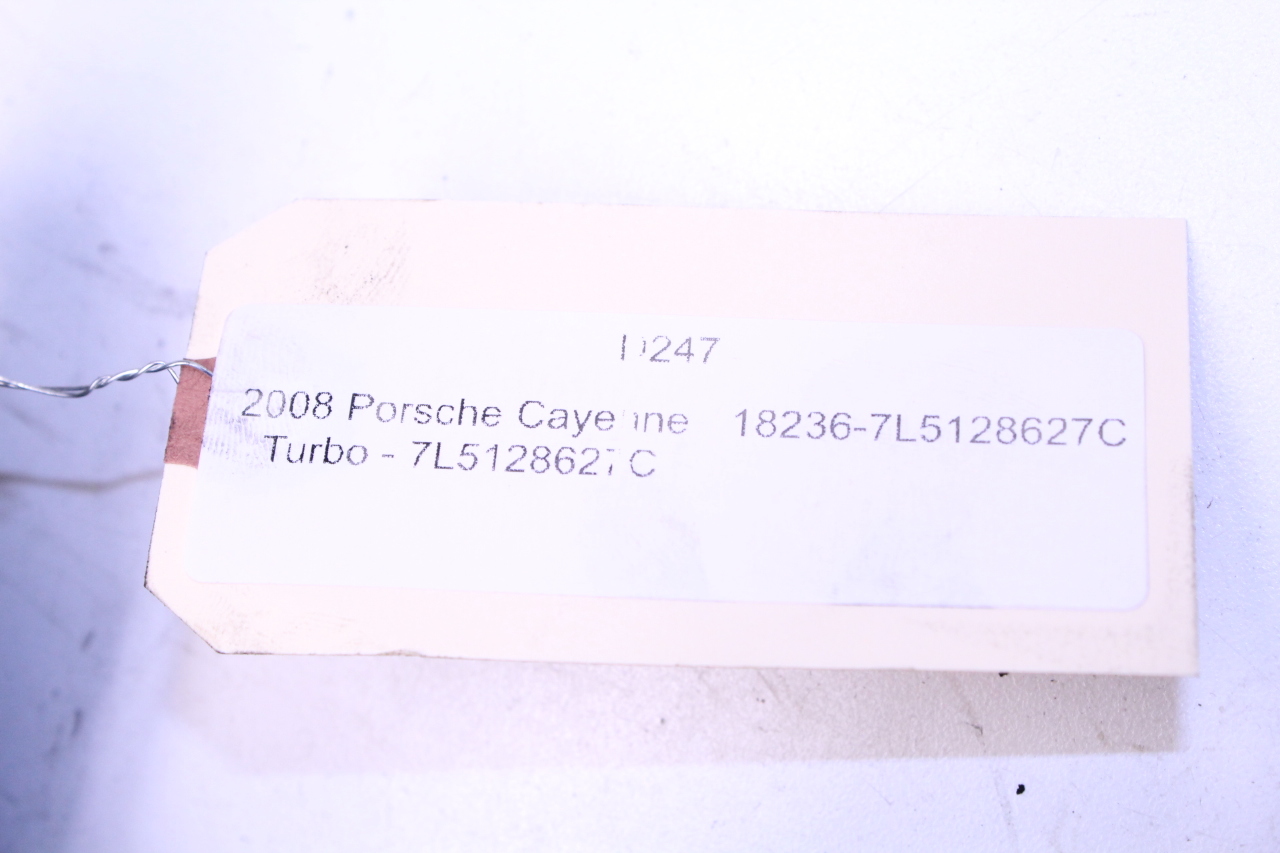 D247
2008 Porsche Cayenne 18236-7L5128627C
Turbo - 7L5128627C